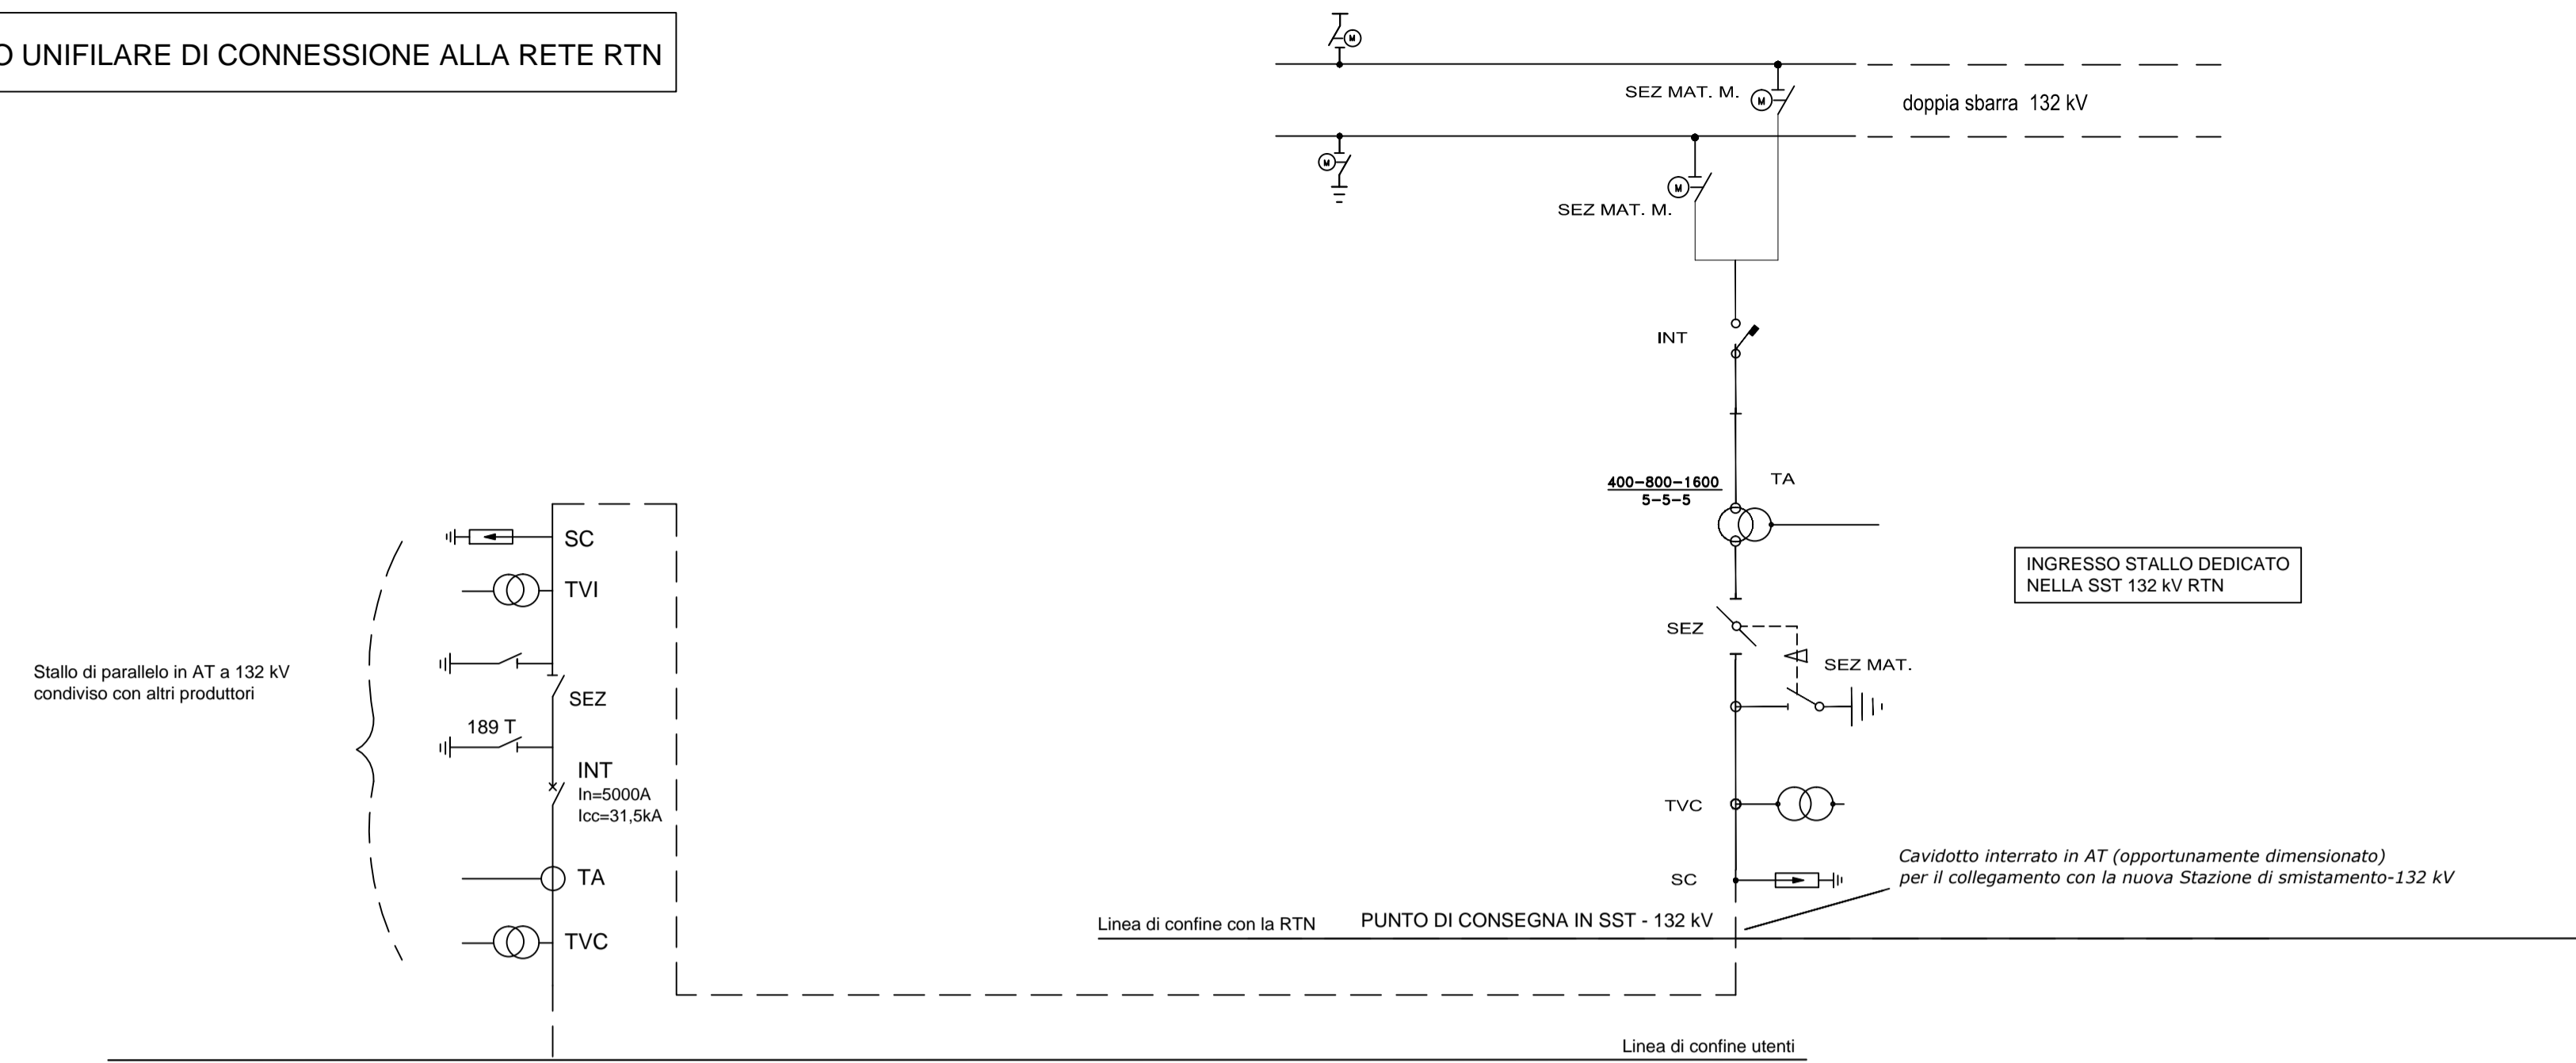 O UNIFILARE DI CONNESSIONE ALLA RETE RTN
M
SEZ MAT. M.
M
doppia sbarra 132 kV
M
M
SEZ MAT. M.
INT
400-800-1600
5-5-5
TA
INGRESSO STALLO DEDICATO
NELLA SST 132 kV RTN
SEZ
SEZ MAT.
TVC
SC
Cavidotto interrato in AT (opportunamente dimensionato)
per il collegamento con la nuova Stazione di smistamento-132 kV
Linea di confine con la RTN
PUNTO DI CONSEGNA IN SST - 132 kV
SC
TVI
Stallo di parallelo in AT a 132 kV
condiviso con altri produttori
SEZ
189 T
INT
In=5000A
Icc=31,5kA
TA
TVC
Linea di confine utenti